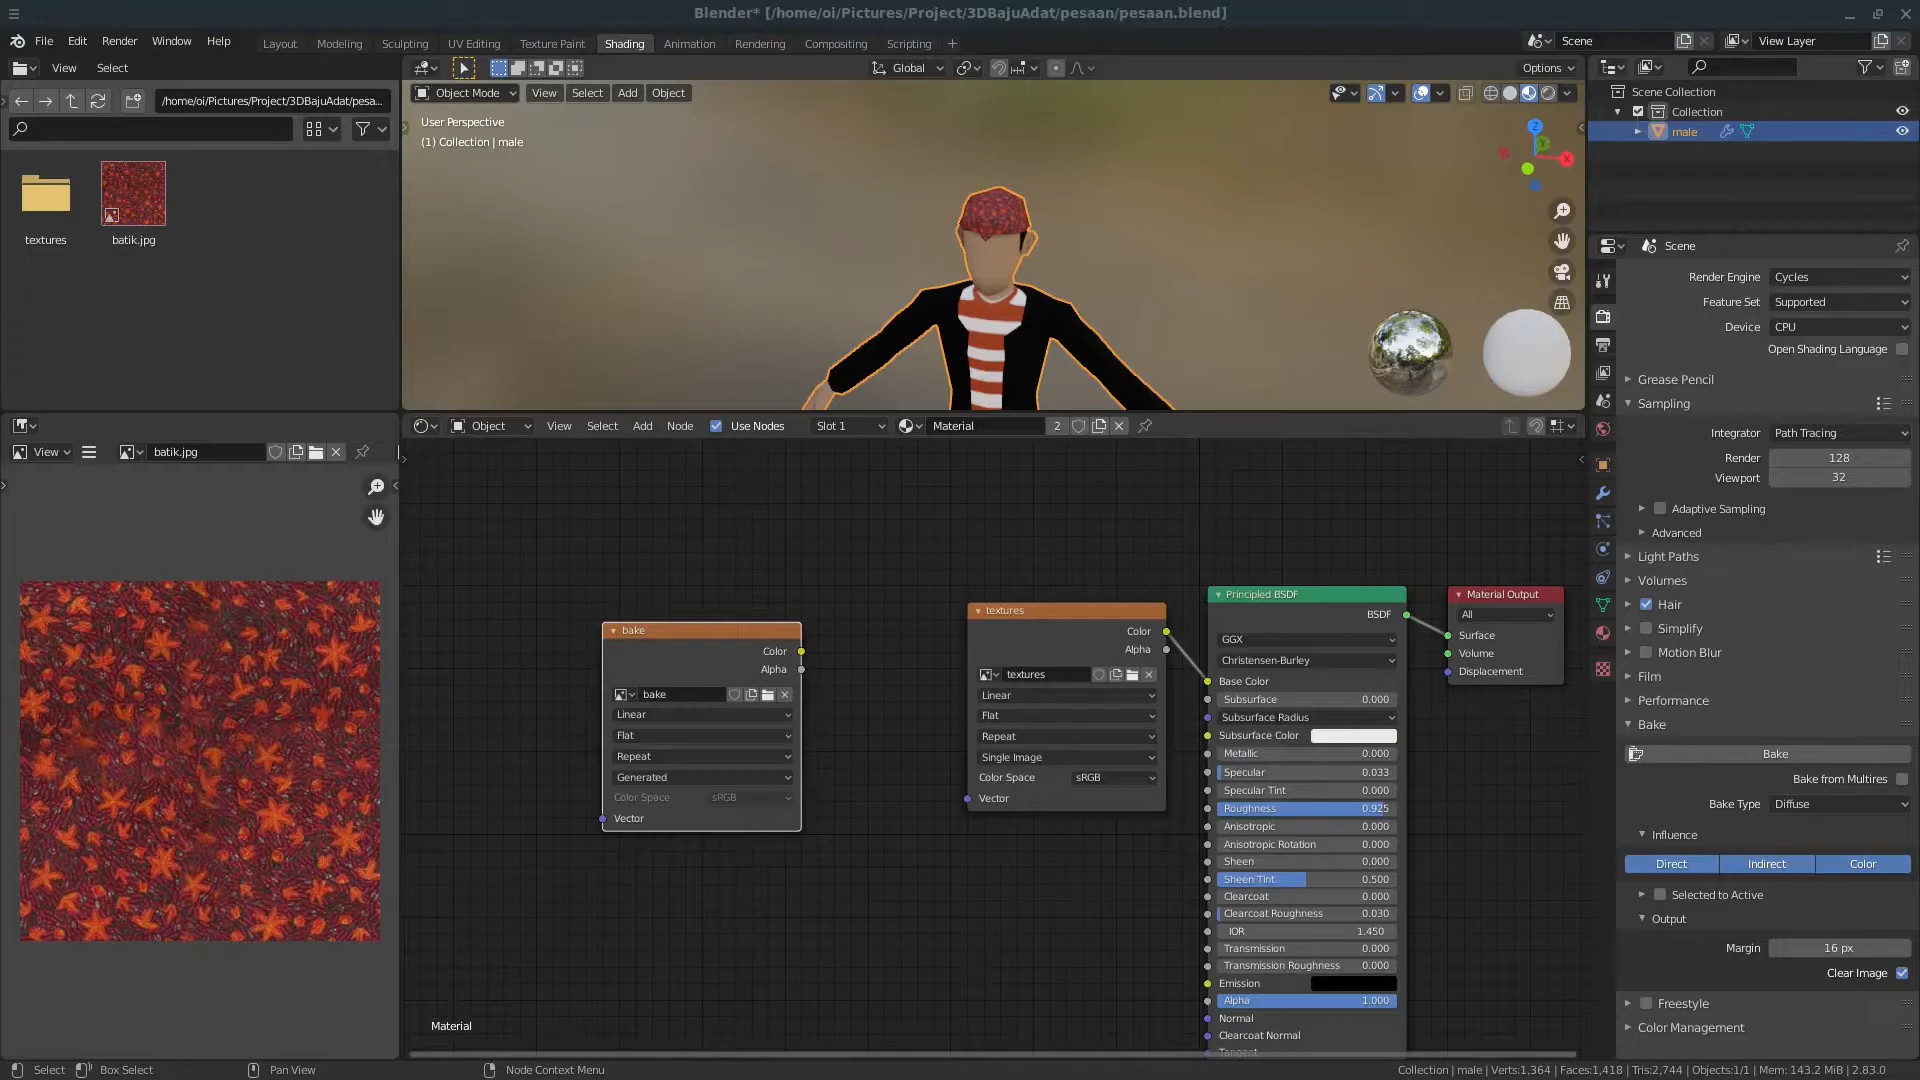 Blender* [/home/oi/Pictures/Project/3DBajuAdat/pesaan/pesaan.blend]
File Edit Render Window Help
Layout Modeling Sculpting UV Editing Texture Paint Shading Animation Rendering Compositing Scripting +
Scene
View Layer
View Select
Global
Options
/home/oi/Pictures/Project/3DBajuAdat/pesa...
Object Mode View Select Add Object
User Perspective
(1) Collection | male
textures
batik.jpg
Z
Y
X
Scene Collection
Collection
male
Scene
Render Engine Cycles
Feature Set Supported
Device CPU
Open Shading Language
Grease Pencil
Sampling
Integrator Path Tracing
Render 128
Viewport 32
Adaptive Sampling
Advanced
Light Paths
Volumes
Hair
Simplify
Motion Blur
Film
Performance
Bake
Bake
Bake from Multires
Bake Type Diffuse
Influence
Direct Indirect Color
Selected to Active
Output
Margin 16 px
Clear Image
Freestyle
Color Management
View
batik.jpg
Object View Select Add Node Use Nodes Slot 1 Material 2
bake
Color
Alpha
bake
Linear
Flat
Repeat
Generated
Color Space sRGB
Vector
textures
Color
Alpha
textures
Linear
Flat
Repeat
Single Image
Color Space sRGB
Vector
Principled BSDF
BSDF
GGX
Christensen-Burley
Base Color
Subsurface 0.000
Subsurface Radius
Subsurface Color
Metallic 0.000
Specular 0.033
Specular Tint 0.000
Roughness 0.925
Anisotropic 0.000
Anisotropic Rotation 0.000
Sheen 0.000
Sheen Tint 0.500
Clearcoat 0.000
Clearcoat Roughness 0.030
IOR 1.450
Transmission 0.000
Transmission Roughness 0.000
Emission
Alpha 1.000
Normal
Clearcoat Normal
Tangent
Material Output
All
Surface
Volume
Displacement
Material
Select Box Select Pan View Node Context Menu
Collection | male | Verts:1,364 | Faces:1,418 | Tris:2,744 | Objects:1/1 | Mem: 143.2 MiB | 2.83.0